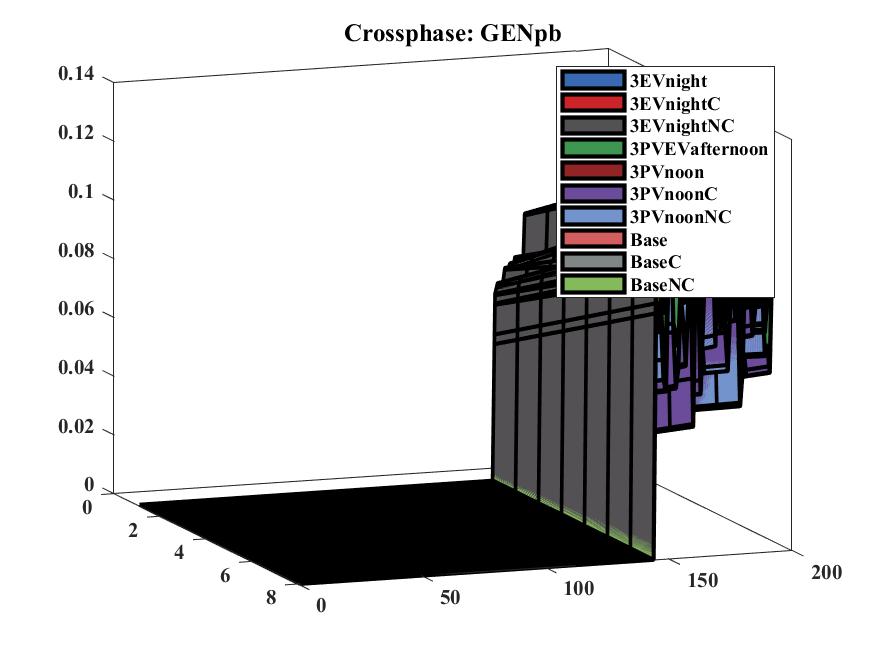 Crossphase: GENpb
0.14
0.12
0.1
0.08
0.06
0.04
0.02
0
0
2
4
6
8
0
50
100
150
200
3EVnight
3EVnightC
3EVnightNC
3PVEVafternoon
3PVnoon
3PVnoonC
3PVnoonNC
Base
BaseC
BaseNC